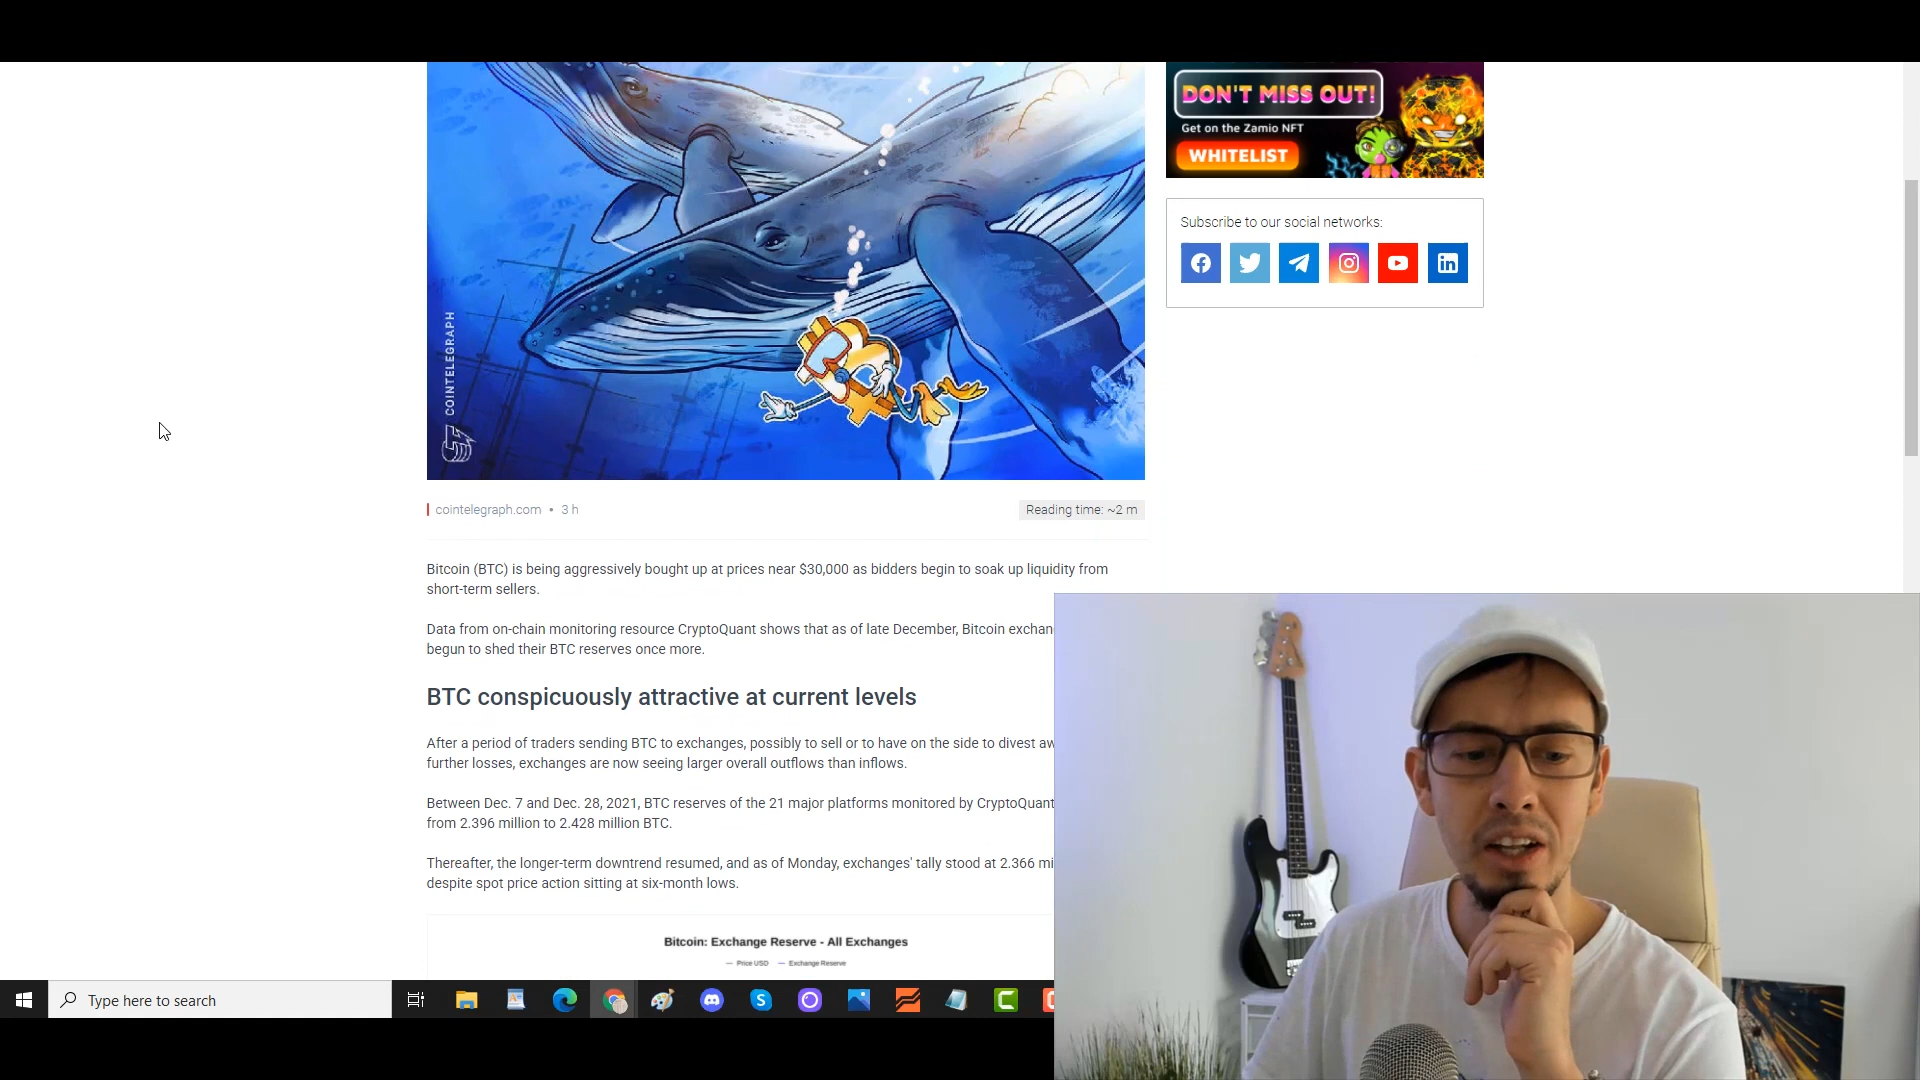 DON'T MISS OUT!
Get on the Zamio NFT
WHITELIST
Subscribe to our social networks:
COINTELEGRAPH
cointelegraph.com • 3 h
Reading time: ~2 m
Bitcoin (BTC) is being aggressively bought up at prices near $30,000 as bidders begin to soak up liquidity from
short-term sellers.
Data from on-chain monitoring resource CryptoQuant shows that as of late December, Bitcoin
begun to shed their BTC reserves once more.
BTC conspicuously attractive at current levels
After a period of traders sending BTC to exchanges, possibly to sell or to have on the side to divest
further losses, exchanges are now seeing larger overall outflows than inflows.
Between Dec. 7 and Dec. 28, 2021, BTC reserves of the 21 major platforms monitored by CryptoQuant
from 2.396 million to 2.428 million BTC.
Thereafter, the longer-term downtrend resumed, and as of Monday, exchanges' tally stood at 2.366
despite spot price action sitting at six-month lows.
Bitcoin: Exchange Reserve - All Exchanges
Price USD Exchange Reserve
Type here to search